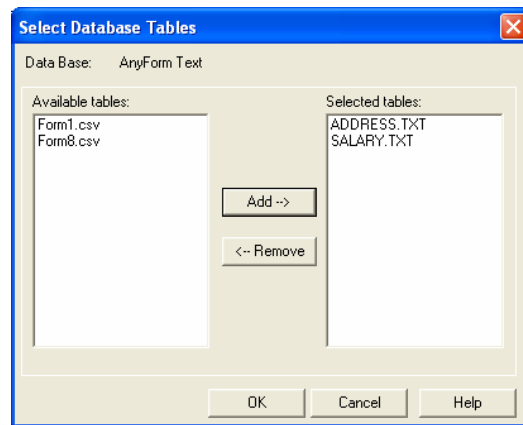 Select Database Tables
Data Base: AnyForm Text
Available tables:
Form1.csv
Form8.csv
Add -->
<-- Remove
Selected tables:
ADDRESS.TXT
SALARY.TXT
OK Cancel Help